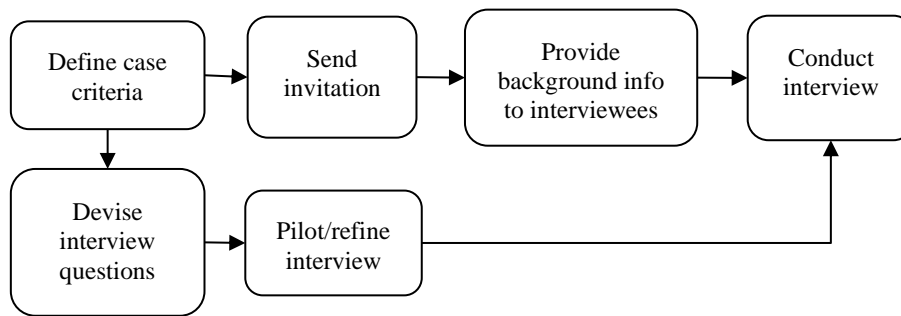 Define case
criteria
Send
invitation
Provide
background info
to interviewees
Conduct
interview
Devise
interview
questions
Pilot/refine
interview